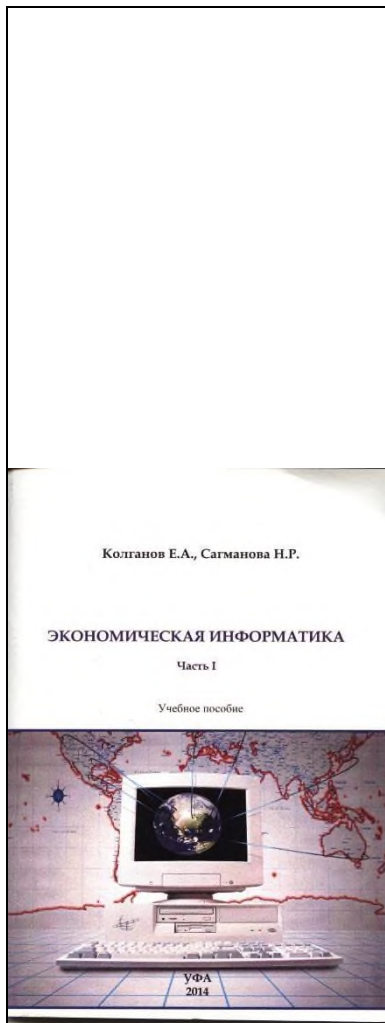 Колганов Е.А., Сагманова Н.Р.
ЭКОНОМИЧЕСКАЯ ИНФОРМАТИКА
Часть I
Учебное пособие
УФА
2014